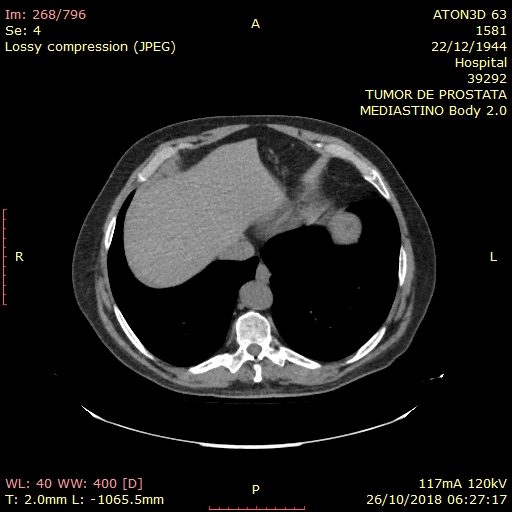 Im: 268/796
Se: 4
Lossy compression (JPEG)
A
ATON3D 63
1581
22/12/1944
Hospital
39292
TUMOR DE PROSTATA
MEDIASTINO Body 2.0
R
L
WL: 40 WW: 400 [D]
T: 2.0mm L: -1065.5mm
P
117mA 120kV
26/10/2018 06:27:17